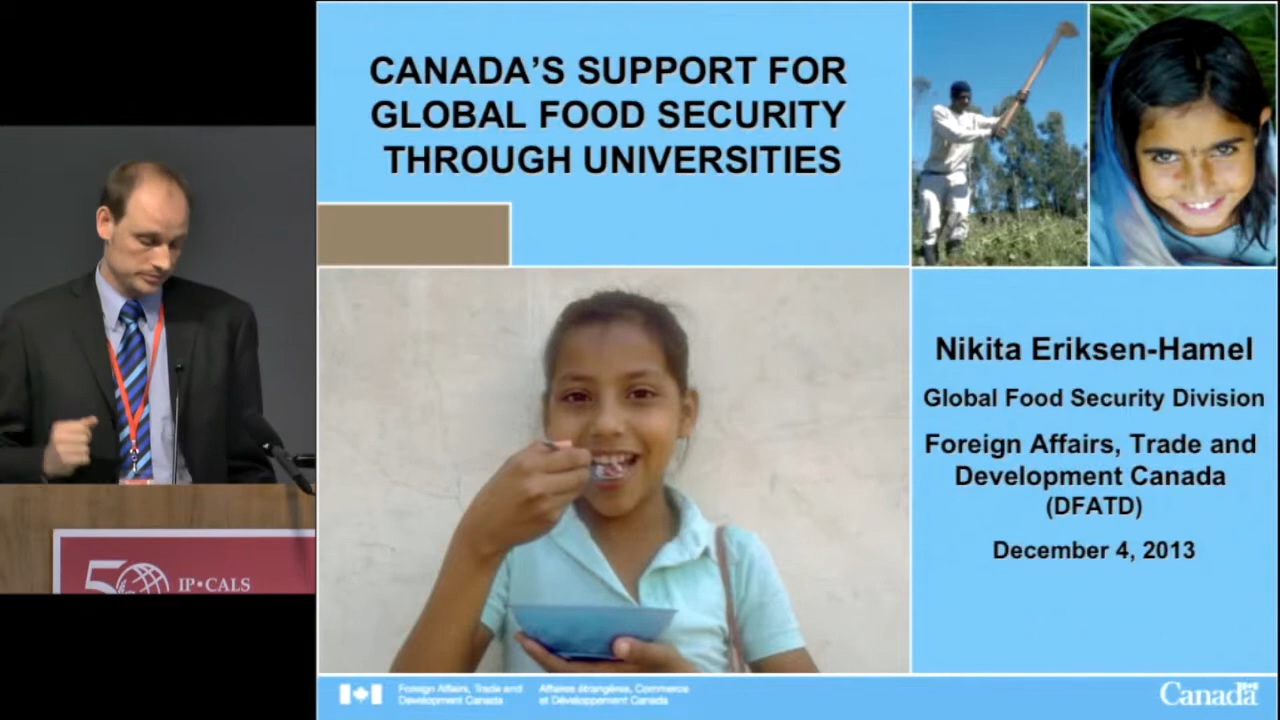 CANADA'S SUPPORT FOR
GLOBAL FOOD SECURITY
THROUGH UNIVERSITIES
Nikita Eriksen-Hamel
Global Food Security Division
Foreign Affairs, Trade and
Development Canada
(DFATD)
December 4, 2013
50
IP•CALS
Foreign Affairs, Trade and
Development Canada
Affaires étrangères, Commerce
et Développement Canada
Canada